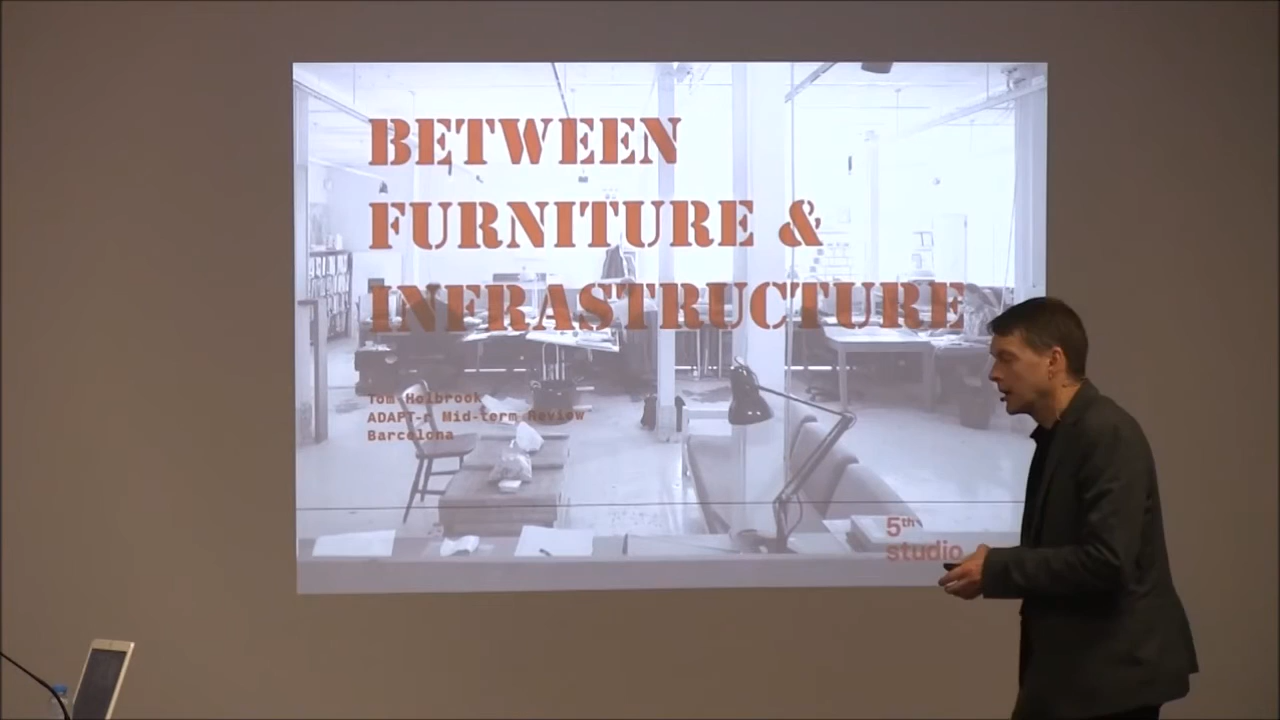 BETWEEN
FURNITURE &
INFRASTRUCTURE
Tom Holbrook
ADAPT-r Mid-term Review
Barcelona
5th
studio